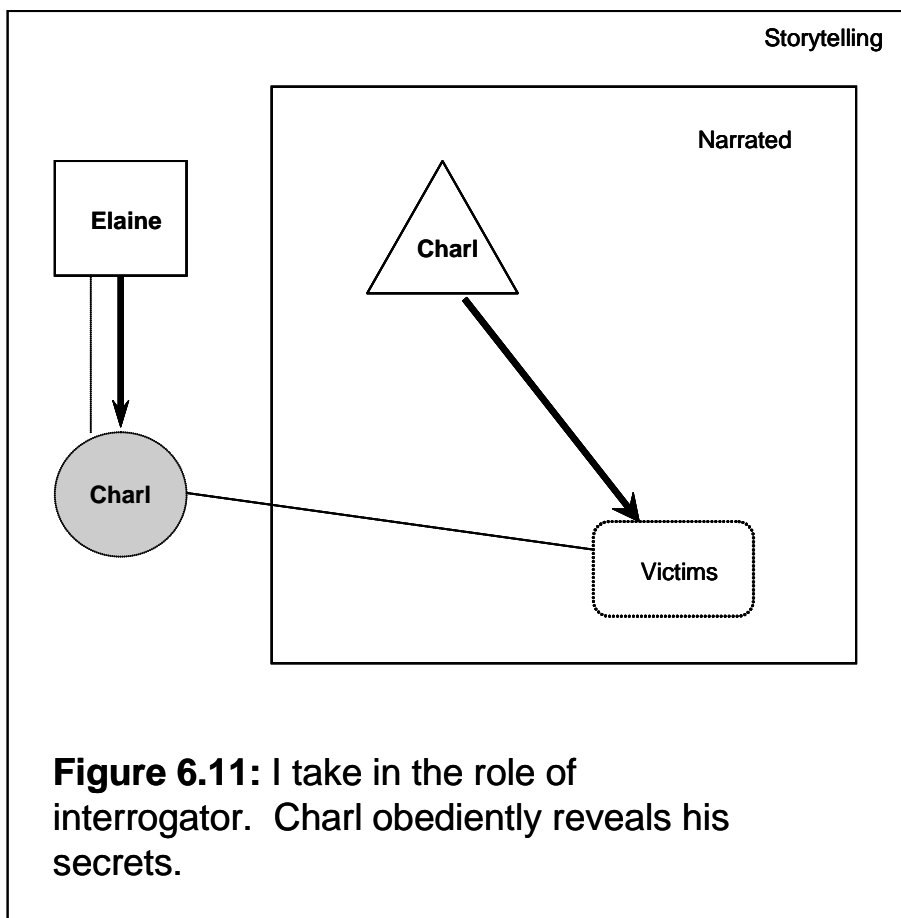 Storytelling
Narrated
Elaine
Charl
Charl
Victims
Figure 6.11: I take in the role of
interrogator.  Charl obediently reveals his
secrets.